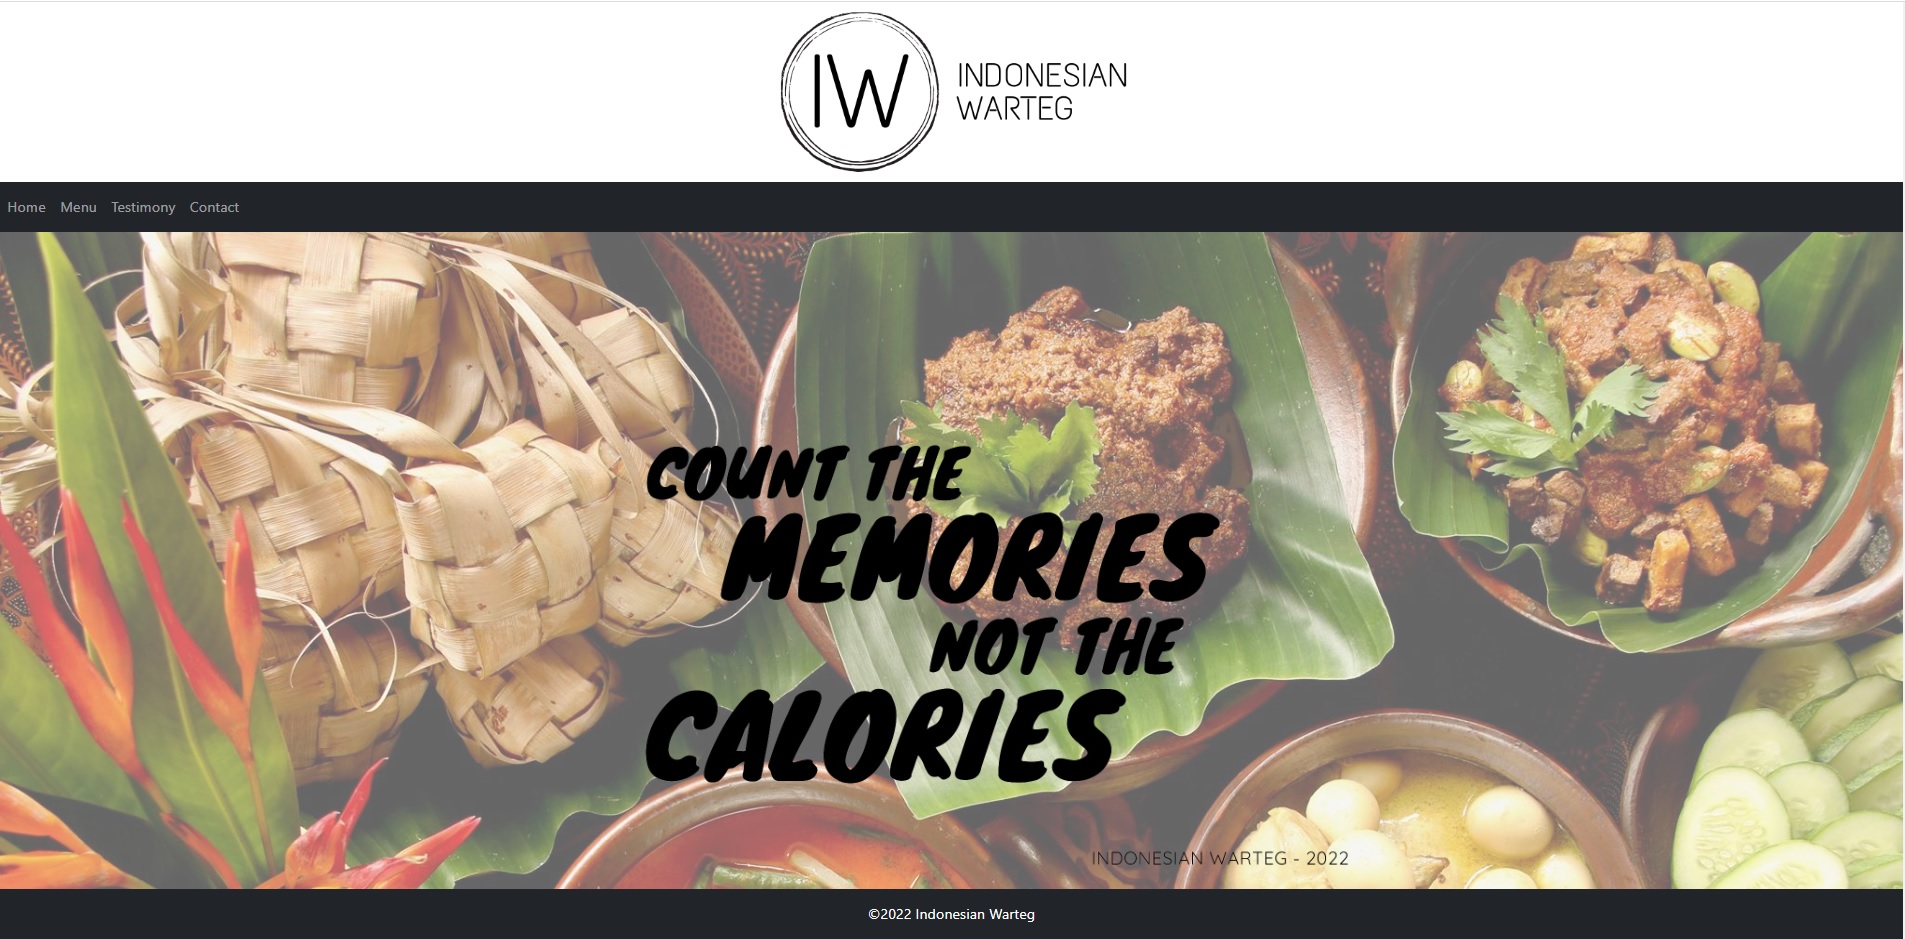 IW
INDONESIAN
WARTEG
Home Menu Testimony Contact
COUNT THE
MEMORIES
NOT THE
CALORIES
INDONESIAN WARTEG - 2022
©2022 Indonesian Warteg